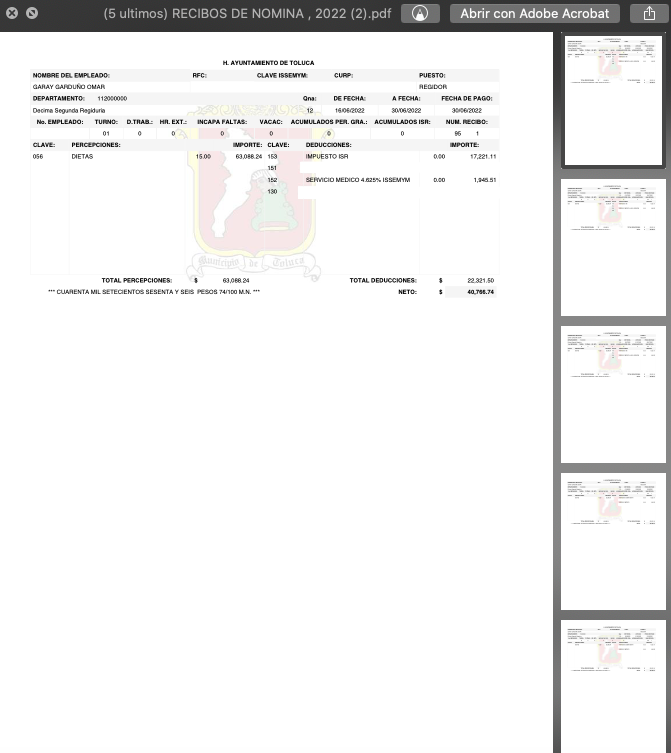 (5 ultimos) RECIBOS DE NOMINA , 2022 (2).pdf Abrir con Adobe Acrobat
H. AYUNTAMIENTO DE TOLUCA
NOMBRE DEL EMPLEADO: RFC: CLAVE ISSEMYM: CURP: PUESTO:
GARAY GARDUÑO OMAR REGIDOR
DEPARTAMENTO: 112000000 Qna: DE FECHA: A FECHA: FECHA DE PAGO:
Decima Segunda Regiduria 12 16/06/2022 30/06/2022 30/06/2022
No. EMPLEADO: TURNO: D.TRAB.: HR. EXT.: INCAPA FALTAS: VACAC: ACUMULADOS PER. GRA.: ACUMULADOS ISR: NUM. RECIBO:
01 0 0 0 0 0 0 95 1
CLAVE: PERCEPCIONES: IMPORTE: CLAVE: DEDUCCIONES: IMPORTE:
056 DIETAS 15.00 63,088.24 153 IMPUESTO ISR 0.00 17,221.11
151
152 SERVICIO MEDICO 4.625% ISSEMYM 0.00 1,945.51
130
Municipio de Toluca
TOTAL PERCEPCIONES: $ 63,088.24 TOTAL DEDUCCIONES: $ 22,321.50
*** CUARENTA MIL SETECIENTOS SESENTA Y SEIS PESOS 74/100 M.N. *** NETO: $ 40,766.74